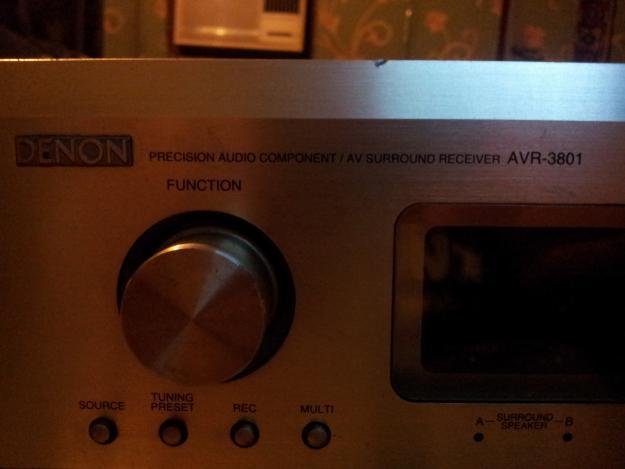 DENON
PRECISION AUDIO COMPONENT / AV SURROUND RECEIVER AVR-3801
FUNCTION
SOURCE
TUNING
PRESET
REC
MULTI
A SURROUND SPEAKER B